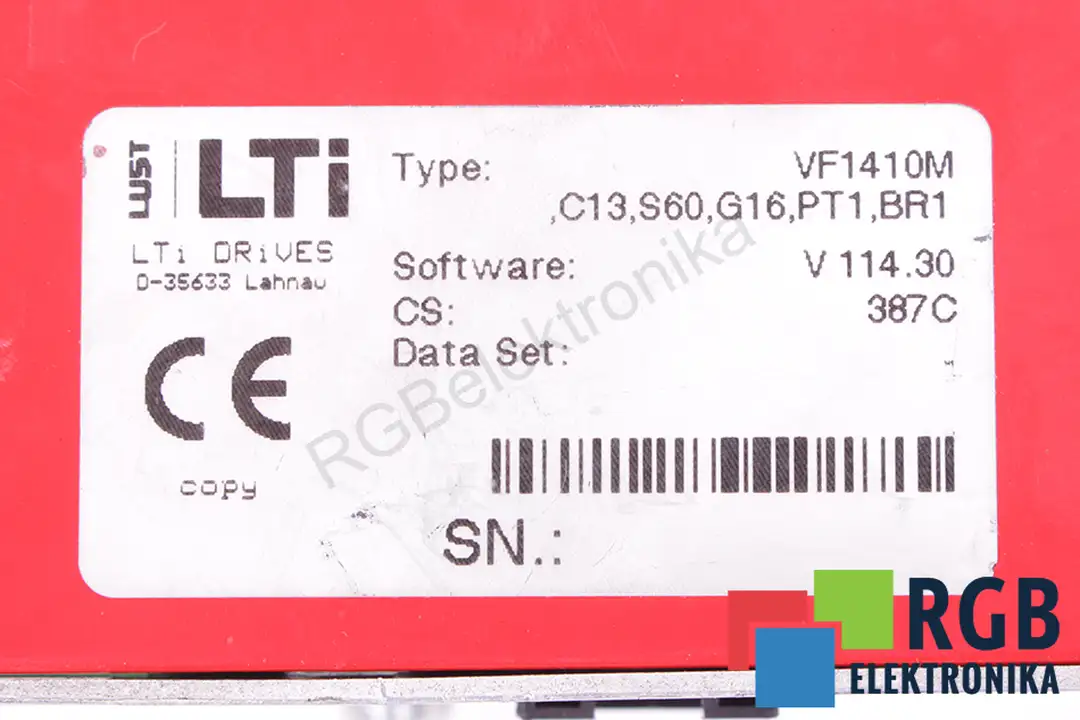 LUST
LTi
LTi DRiVES
D-35633 Lahnau
CE
copy
Type: VF1410M
,C13,S60,G16,PT1,BR1
Software: V 114.30
CS: 387C
Data Set: -
SN.:
RGBelektronika
RGB
ELEKTRONIKA